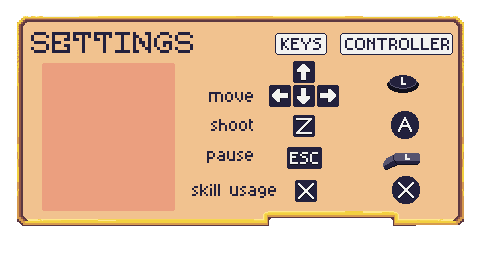 SETTINGS KEYS CONTROLLER
move L
shoot Z A
pause ESC L
skill usage X X